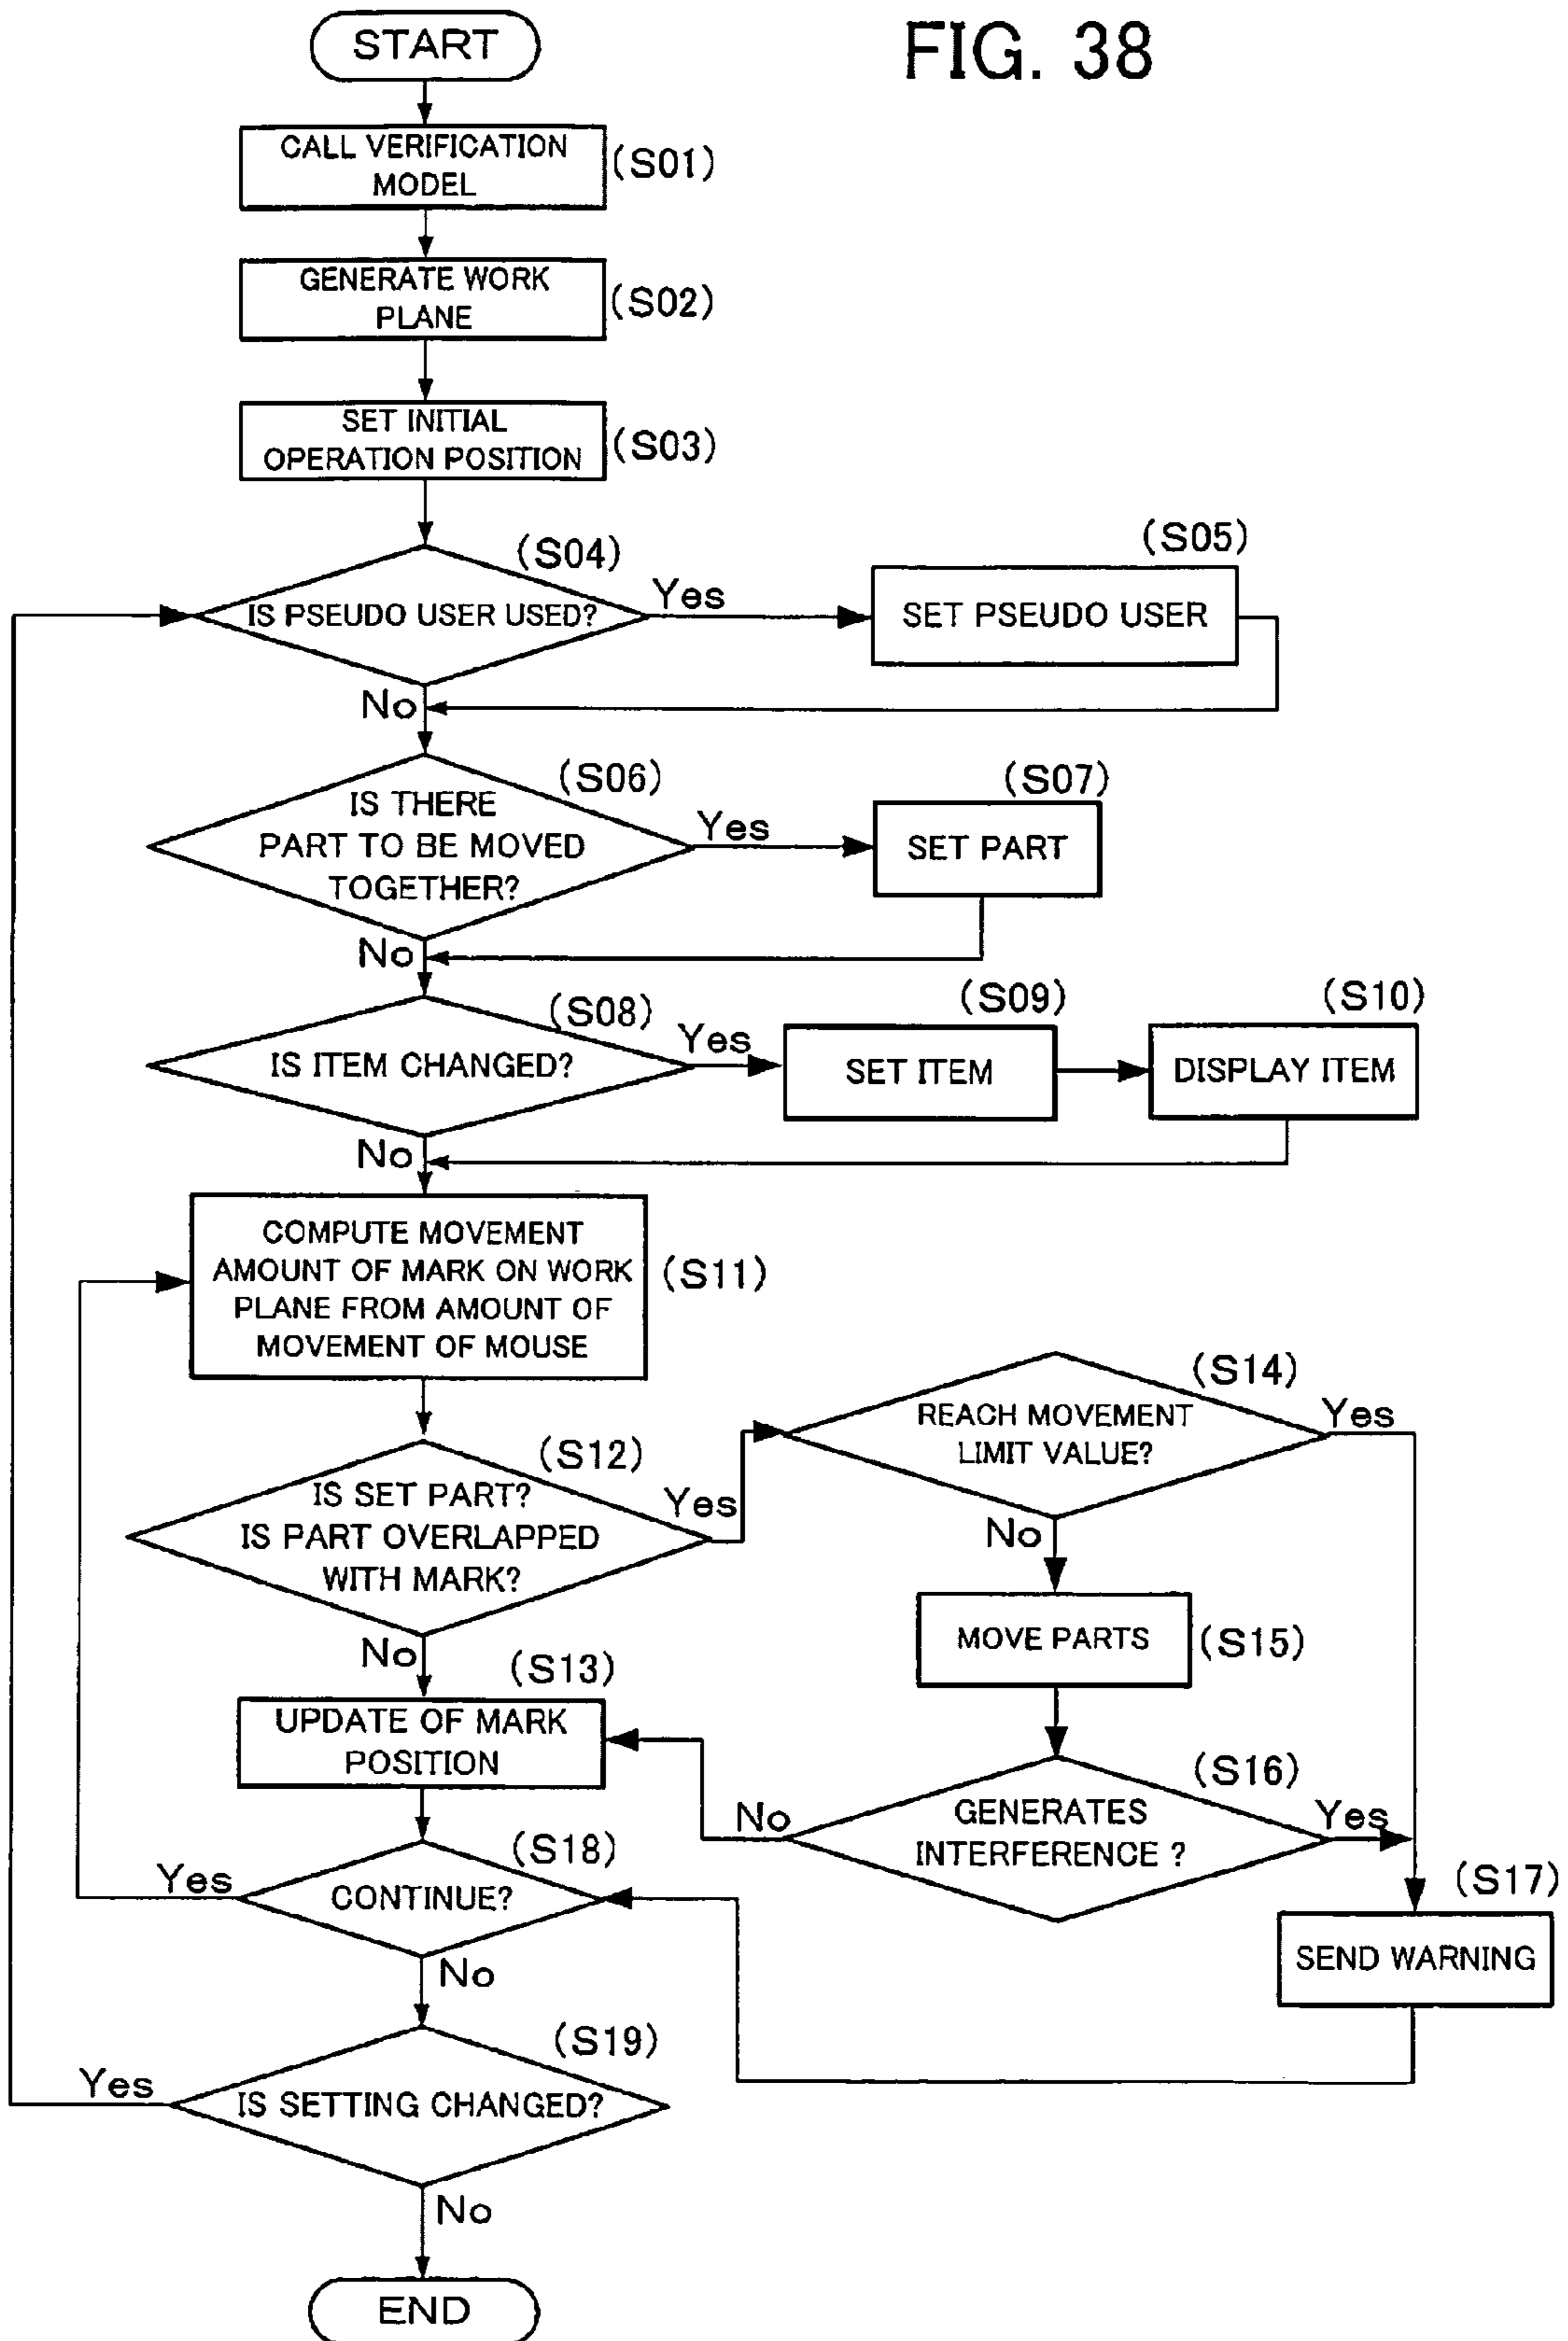 START
FIG. 38
CALL VERIFICATION
MODEL
(S01)
GENERATE WORK
PLANE
(S02)
SET INITIAL
OPERATION POSITION
(S03)
(S04)
IS PSEUDO USER USED?
Yes
(S05)
SET PSEUDO USER
No
(S06)
IS THERE
PART TO BE MOVED
TOGETHER?
Yes
(S07)
SET PART
No
(S08)
IS ITEM CHANGED?
Yes
(S09)
SET ITEM
(S10)
DISPLAY ITEM
No
COMPUTE MOVEMENT
AMOUNT OF MARK ON WORK
PLANE FROM AMOUNT OF
MOVEMENT OF MOUSE
(S11)
(S12)
IS SET PART?
IS PART OVERLAPPED
WITH MARK?
Yes
(S14)
REACH MOVEMENT
LIMIT VALUE?
Yes
No
MOVE PARTS
(S15)
No
(S13)
UPDATE OF MARK
POSITION
(S16)
GENERATES
INTERFERENCE ?
No
Yes
(S17)
SEND WARNING
(S18)
CONTINUE?
Yes
No
(S19)
IS SETTING CHANGED?
Yes
No
END